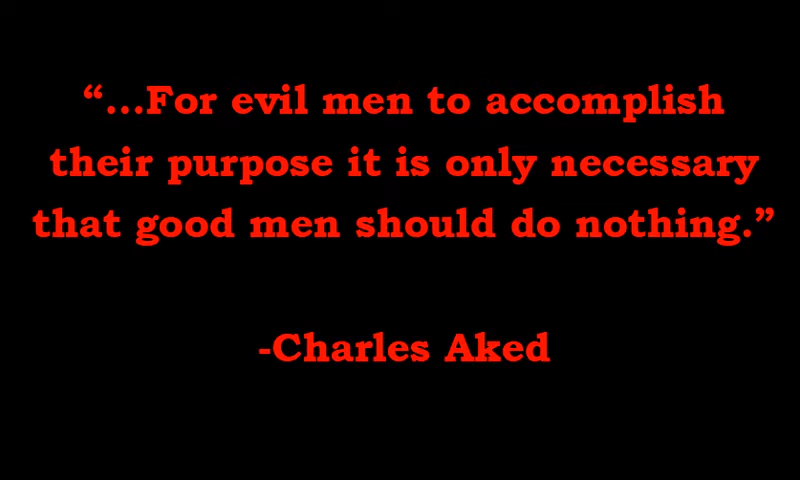 “...For evil men to accomplish
their purpose it is only necessary
that good men should do nothing.”
-Charles Aked